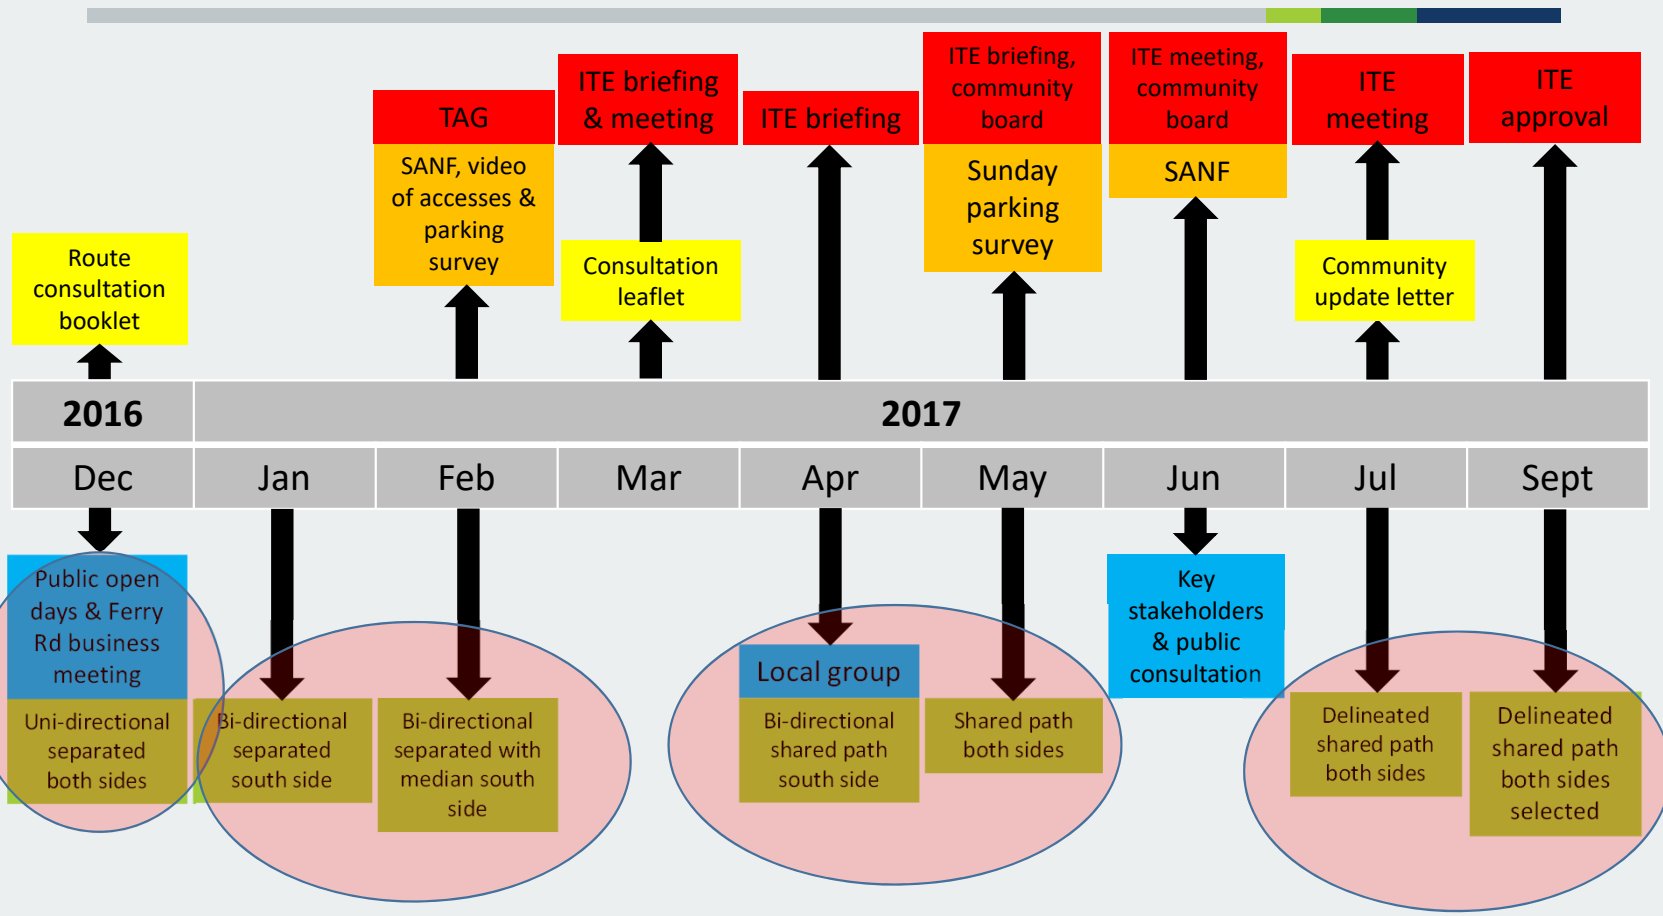 Route
consultation
booklet
TAG
SANF, video
of accesses &
parking
survey
ITE briefing
& meeting
Consultation
leaflet
ITE briefing
ITE briefing,
community
board
Sunday
parking
survey
ITE meeting,
community
board
SANF
ITE
meeting
Community
update letter
ITE
approval
2016
2017
Dec
Jan
Feb
Mar
Apr
May
Jun
Jul
Sept
Public open
days & Ferry
Rd business
meeting
Uni-directional
separated
both sides
Bi-directional
separated
south side
Bi-directional
separated with
median south
side
Local group
Bi-directional
shared path
south side
Shared path
both sides
Key
stakeholders
& public
consultation
Delineated
shared path
both sides
Delineated
shared path
both sides
selected